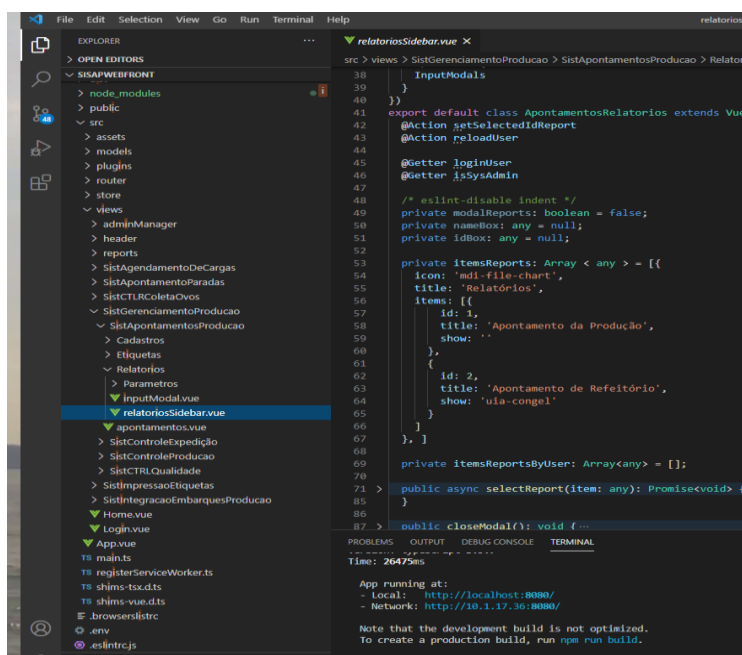 File Edit Selection View Go Run Terminal Help
relatorios
EXPLORER
OPEN EDITORS
SISAPWEBFRONT
node_modules
public
src
assets
models
plugins
router
store
views
adminManager
header
reports
SistAgendamentoDeCargas
SistApontamentoParadas
SistCTLRColetaOvos
SistGerenciamentoProducao
SistApontamentosProducao
Cadastros
Etiquetas
Relatorios
Parametros
inputModal.vue
relatoriosSidebar.vue
apontamentos.vue
SistControleExpedição
SistControleProducao
SistCTRLQualidade
SistImpressaoEtiquetas
SistIntegracaoEmbarquesProducao
Home.vue
Login.vue
App.vue
TS main.ts
TS registerServiceWorker.ts
TS shims-tsx.d.ts
TS shims-vue.d.ts
.browserslistrc
.env
.eslintrc.js
48
relatoriosSidebar.vue
src > views > SistGerenciamentoProducao > SistApontamentosProducao > Relator
38 InputModals
39 }
40 })
41 export default class ApontamentosRelatorios extends Vue
42 @Action setSelectedIdReport
43 @Action reloadUser
44
45 @Getter loginUser
46 @Getter isSysAdmin
47
48 /* eslint-disable indent */
49 private modalReports: boolean = false;
50 private nameBox: any = null;
51 private idBox: any = null;
52
53 private itemsReports: Array < any > = [{
54 icon: 'mdi-file-chart',
55 title: 'Relatórios',
56 items: [{
57 id: 1,
58 title: 'Apontamento da Produção',
59 show: ''
60 },
61 {
62 id: 2,
63 title: 'Apontamento de Refeitório',
64 show: 'uia-congel'
65 }
66 ]
67 }, ]
68
69 private itemsReportsByUser: Array<any> = [];
70
71 > public async selectReport(item: any): Promise<void> {
85 }
86
87 > public closeModal(): void { ···
PROBLEMS OUTPUT DEBUG CONSOLE TERMINAL
Time: 26475ms
App running at:
- Local: http://localhost:8080/
- Network: http://10.1.17.36:8080/
Note that the development build is not optimized.
To create a production build, run npm run build.